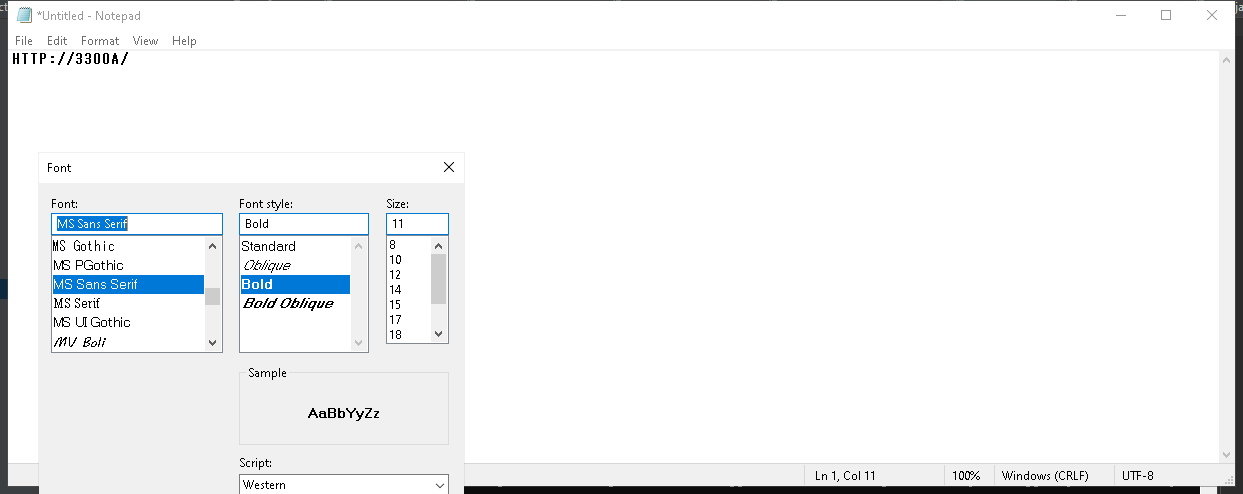 *Untitled - Notepad
File Edit Format View Help
HTTP://3300A/
Font
Font: Font style: Size:
MS Sans Serif Bold 11
MS Gothic Standard 8
MS PGothic Oblique 10
MS Sans Serif Bold 12
MS Serif Bold Oblique 14
MS UI Gothic 15
MV Boli 17
18
Sample
AaBbYyZz
Script:
Western
Ln 1, Col 11 100% Windows (CRLF) UTF-8